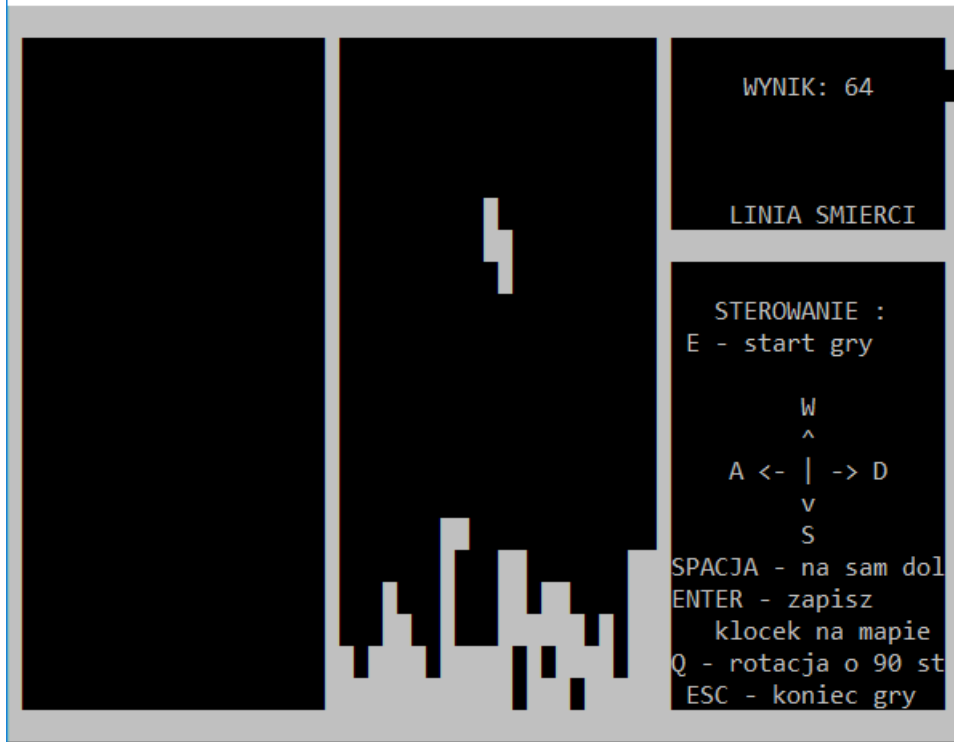 WYNIK: 64
LINIA SMIERCI
STEROWANIE :
E - start gry
W
^
A <- | -> D
v
S
SPACJA - na sam dol
ENTER - zapisz
klocek na mapie
Q - rotacja o 90 st
ESC - koniec gry